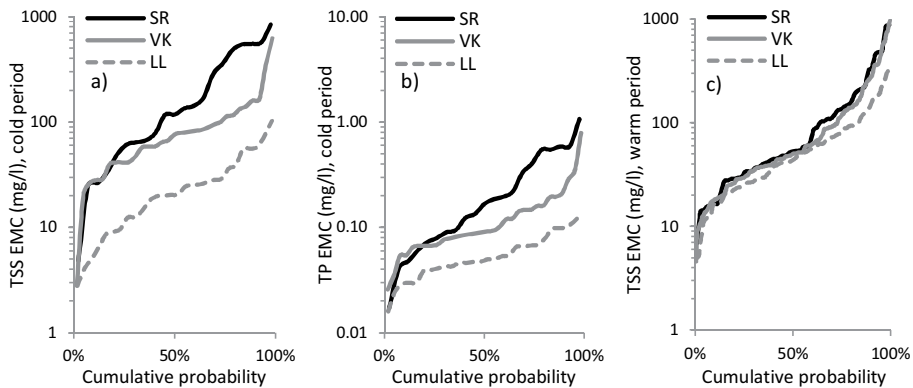 TSS EMC (mg/l), cold period
1000
100
10
1
0%
50%
100%
Cumulative probability
SR
VK
LL
a)
TP EMC (mg/l), cold period
10.00
1.00
0.10
0.01
0%
50%
100%
Cumulative probability
SR
VK
LL
b)
TSS EMC (mg/l), warm period
1000
100
10
1
0%
50%
100%
Cumulative probability
SR
VK
LL
c)